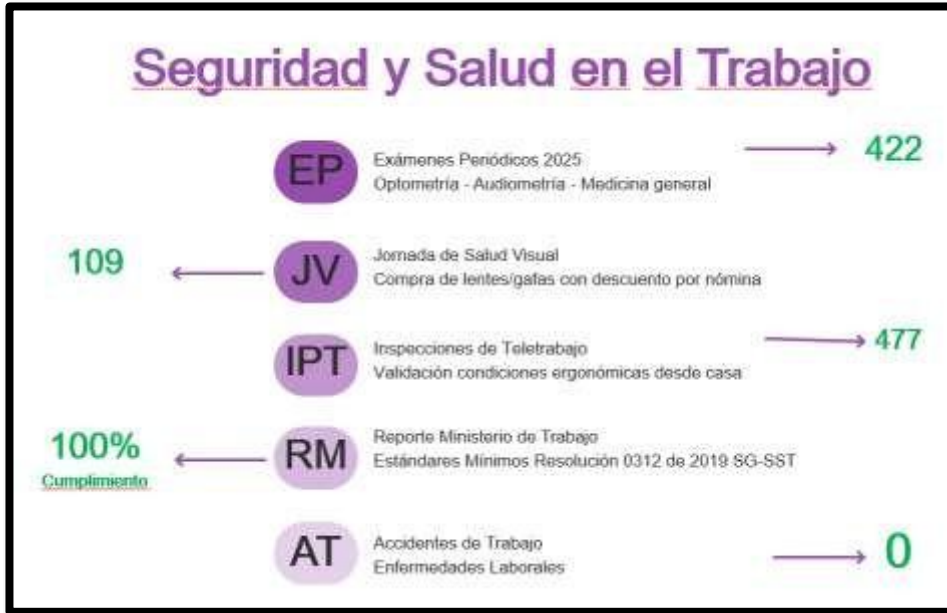 Seguridad y Salud en el Trabajo
EP
Exámenes Periódicos 2025
Optometría - Audiometría - Medicina general
422
109
JV
Jornada de Salud Visual
Compra de lentes/gafas con descuento por nómina
IPT
Inspecciones de Teletrabajo
Validación condiciones ergonómicas desde casa
477
100%
Cumplimiento
RM
Reporte Ministerio de Trabajo
Estándares Mínimos Resolución 0312 de 2019 SG-SST
AT
Accidentes de Trabajo
Enfermedades Laborales
0